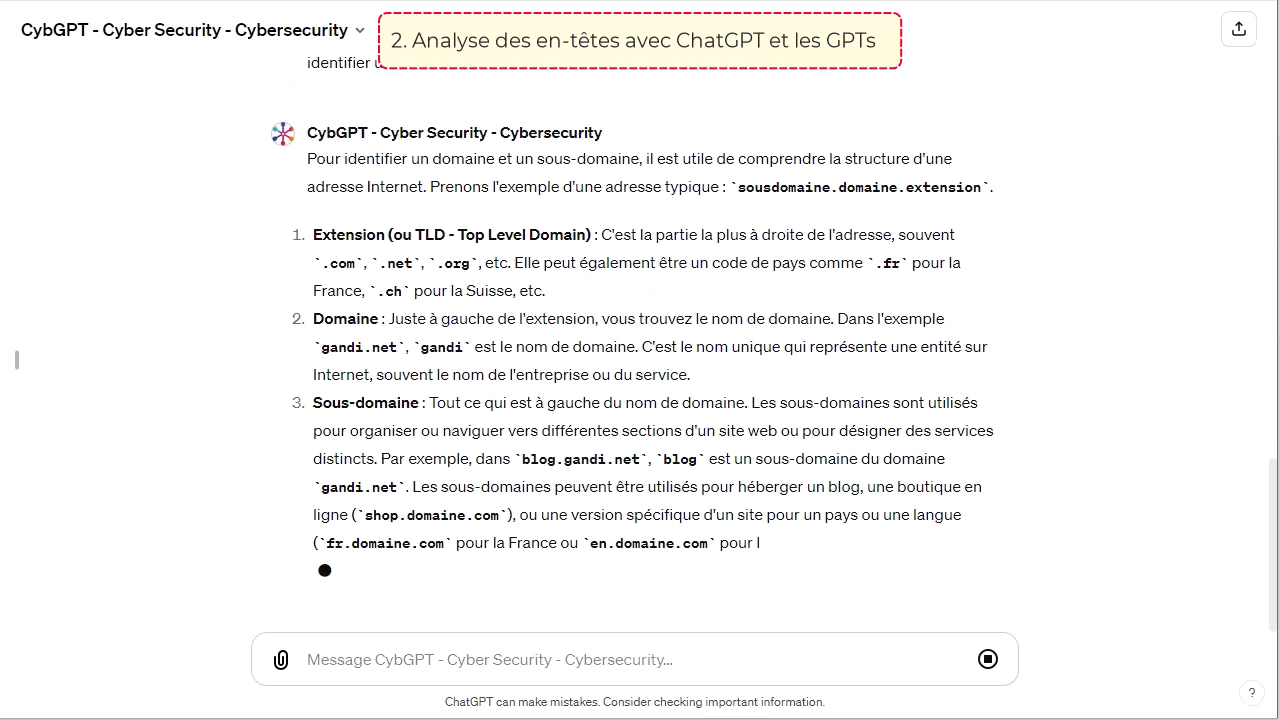 CybGPT - Cyber Security - Cybersecurity
2. Analyse des en-têtes avec ChatGPT et les GPTs
identifier
CybGPT - Cyber Security - Cybersecurity
Pour identifier un domaine et un sous-domaine, il est utile de comprendre la structure d'une
adresse Internet. Prenons l'exemple d'une adresse typique : `sousdomaine.domaine.extension`.
1. Extension (ou TLD - Top Level Domain) : C'est la partie la plus à droite de l'adresse, souvent
`.com`, `.net`, `.org`, etc. Elle peut également être un code de pays comme `.fr` pour la
France, `.ch` pour la Suisse, etc.
2. Domaine : Juste à gauche de l'extension, vous trouvez le nom de domaine. Dans l'exemple
`gandi.net`, `gandi` est le nom de domaine. C'est le nom unique qui représente une entité sur
Internet, souvent le nom de l'entreprise ou du service.
3. Sous-domaine : Tout ce qui est à gauche du nom de domaine. Les sous-domaines sont utilisés
pour organiser ou naviguer vers différentes sections d'un site web ou pour désigner des services
distincts. Par exemple, dans `blog.gandi.net`, `blog` est un sous-domaine du domaine
`gandi.net`. Les sous-domaines peuvent être utilisés pour héberger un blog, une boutique en
ligne (`shop.domaine.com`), ou une version spécifique d'un site pour un pays ou une langue
(`fr.domaine.com` pour la France ou `en.domaine.com` pour l
Message CybGPT - Cyber Security - Cybersecurity...
ChatGPT can make mistakes. Consider checking important information.
?